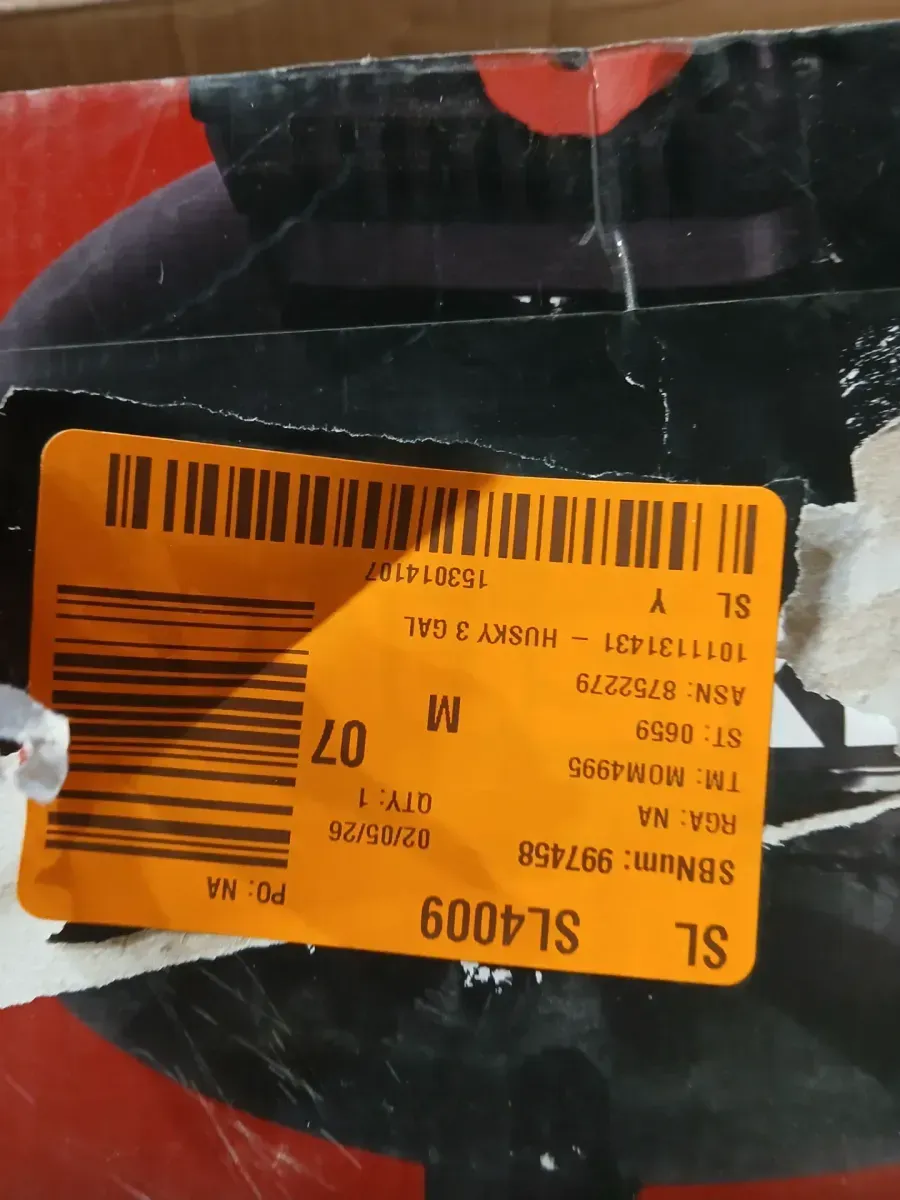 SL SL4009 PO: NA
SBNum: 997458 02/05/26
RGA: NA QTY: 1
TM: MOM4995
ST: 0659 M 07
ASN: 8752279
1011131431 – HUSKY 3 GAL
SL Y
153014107